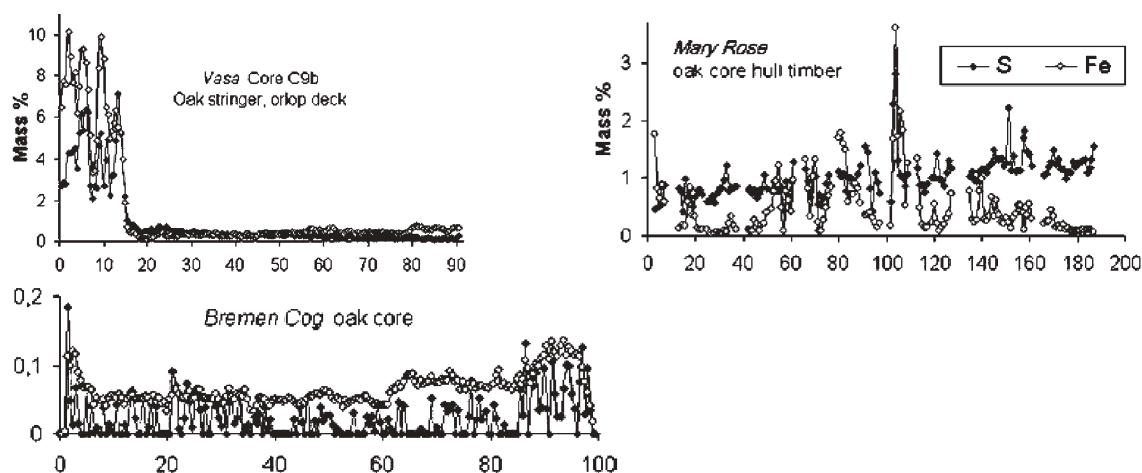 10
8
6
4
2
0
Mass %
Vasa Core C9b
Oak stringer, orlop deck
0 10 20 30 40 50 60 70 80 90
3
2
1
0
Mass %
Mary Rose
oak core hull timber
S Fe
0 20 40 60 80 100 120 140 160 180 200
0,2
0,1
0
Bremen Cog oak core
0 20 40 60 80 100